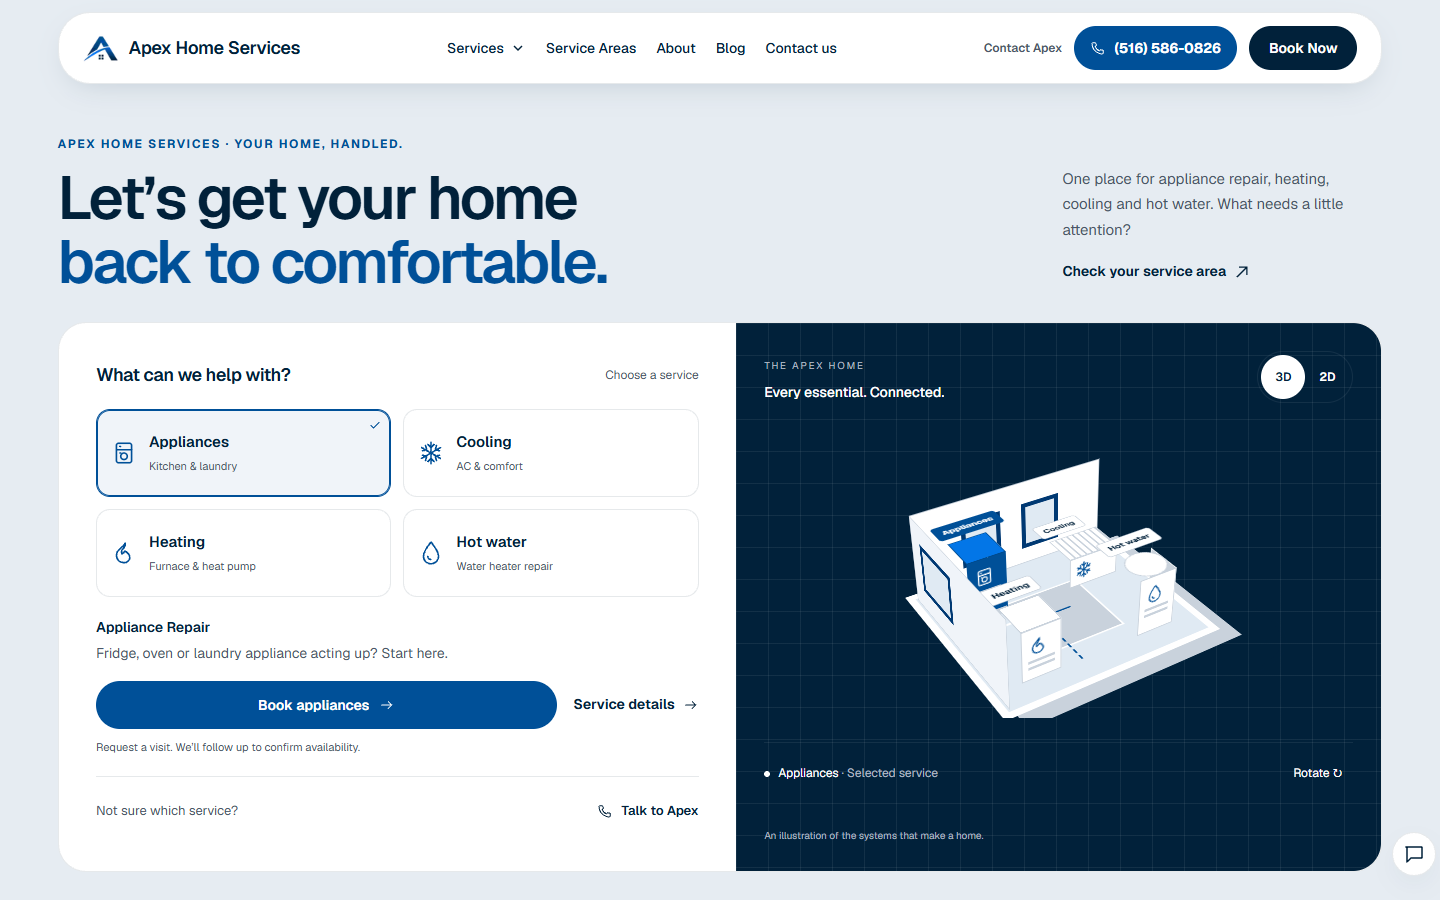 Apex Home Services
Services
Service Areas
About
Blog
Contact us
Contact Apex
(516) 586-0826
Book Now
APEX HOME SERVICES · YOUR HOME, HANDLED.
Let’s get your home
back to comfortable.
One place for appliance repair, heating,
cooling and hot water. What needs a little
attention?
Check your service area
What can we help with?
Choose a service
Appliances
Kitchen & laundry
Cooling
AC & comfort
Heating
Furnace & heat pump
Hot water
Water heater repair
Appliance Repair
Fridge, oven or laundry appliance acting up? Start here.
Book appliances
Service details
Request a visit. We’ll follow up to confirm availability.
Not sure which service?
Talk to Apex
THE APEX HOME
Every essential. Connected.
3D
2D
Appliances
Cooling
Hot water
Heating
Appliances · Selected service
Rotate ↻
An illustration of the systems that make a home.